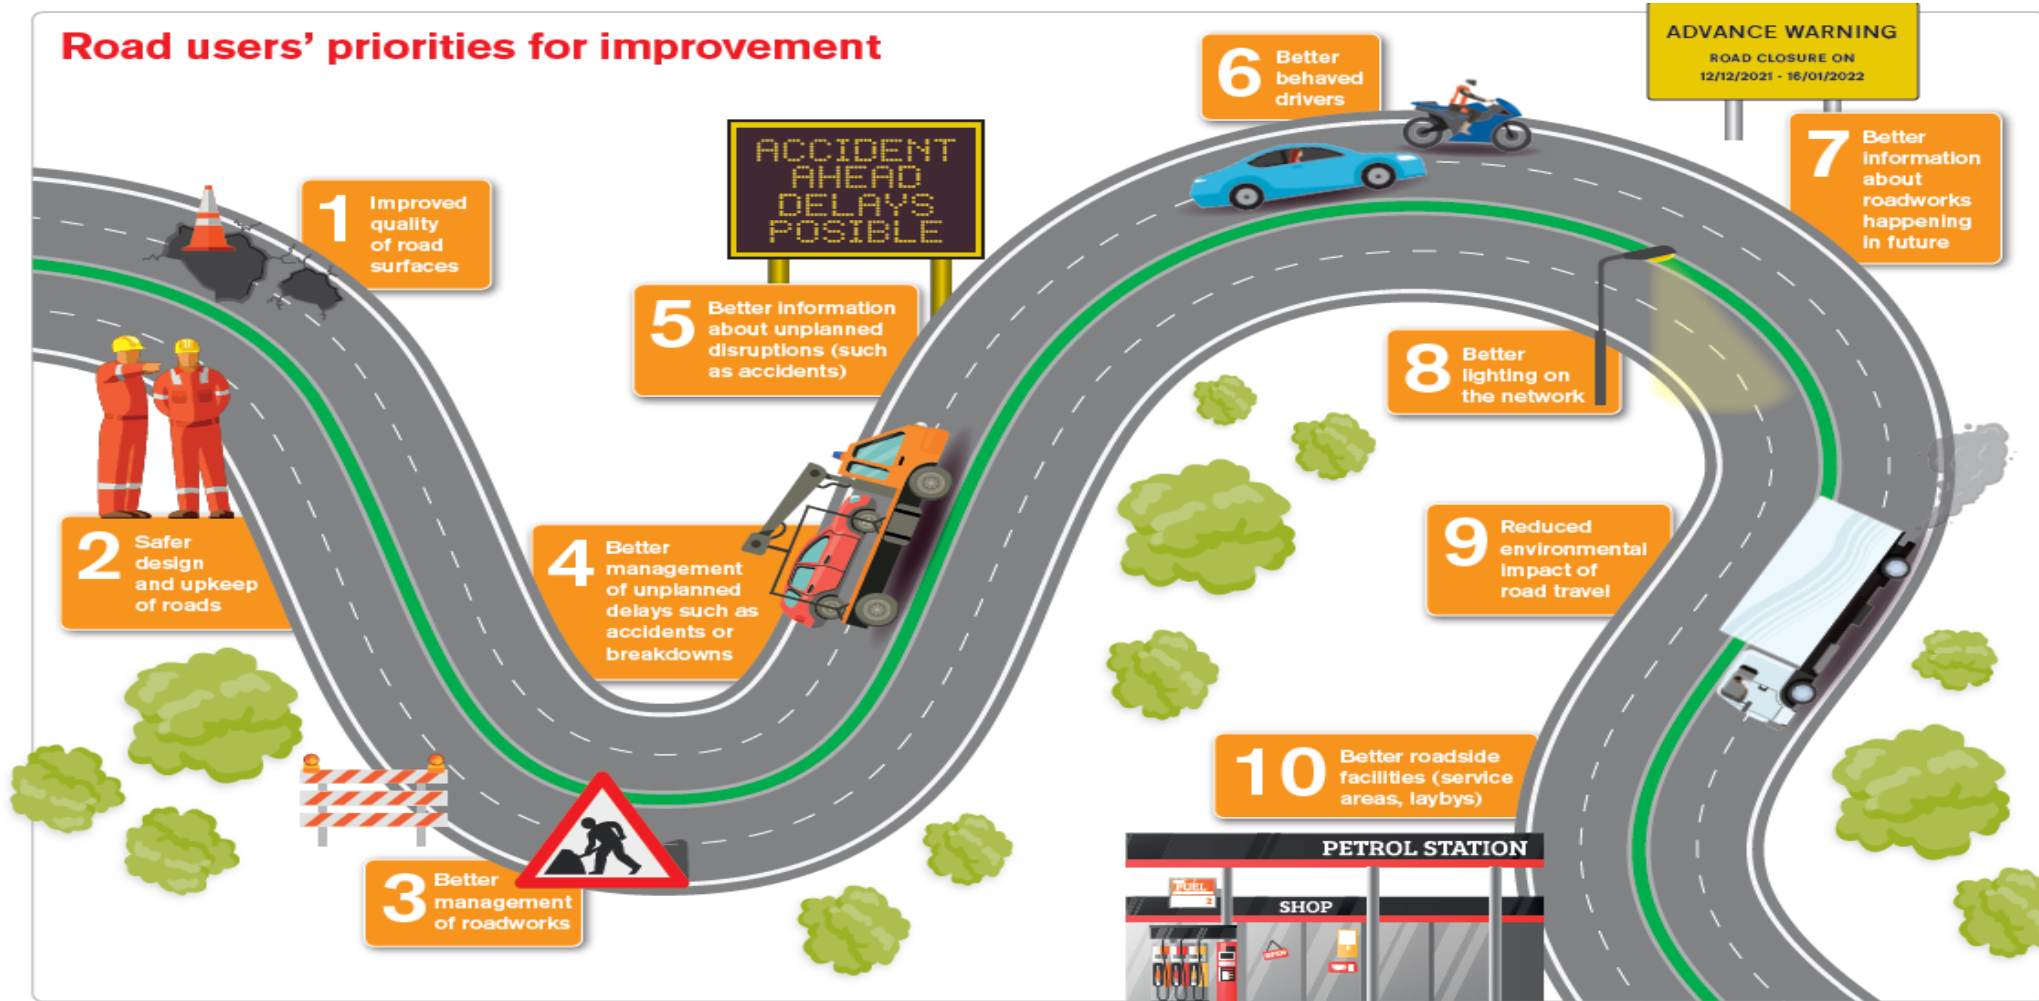 Road users’ priorities for improvement
1
Improved
quality
of road
surfaces
2
Safer
design
and upkeep
of roads
3
Better
management
of roadworks
4
Better
management
of unplanned
delays such as
accidents or
breakdowns
ACCIDENT
AHEAD
DELAYS
POSIBLE
5
Better information
about unplanned
disruptions (such
as accidents)
6
Better
behaved
drivers
ADVANCE WARNING
ROAD CLOSURE ON
12/12/2021 - 16/01/2022
7
Better
information
about
roadworks
happening
in future
8
Better
lighting on
the network
9
Reduced
environmental
impact of
road travel
10
Better roadside
facilities (service
areas, laybys)
PETROL STATION
FUEL
2
SHOP
OPEN